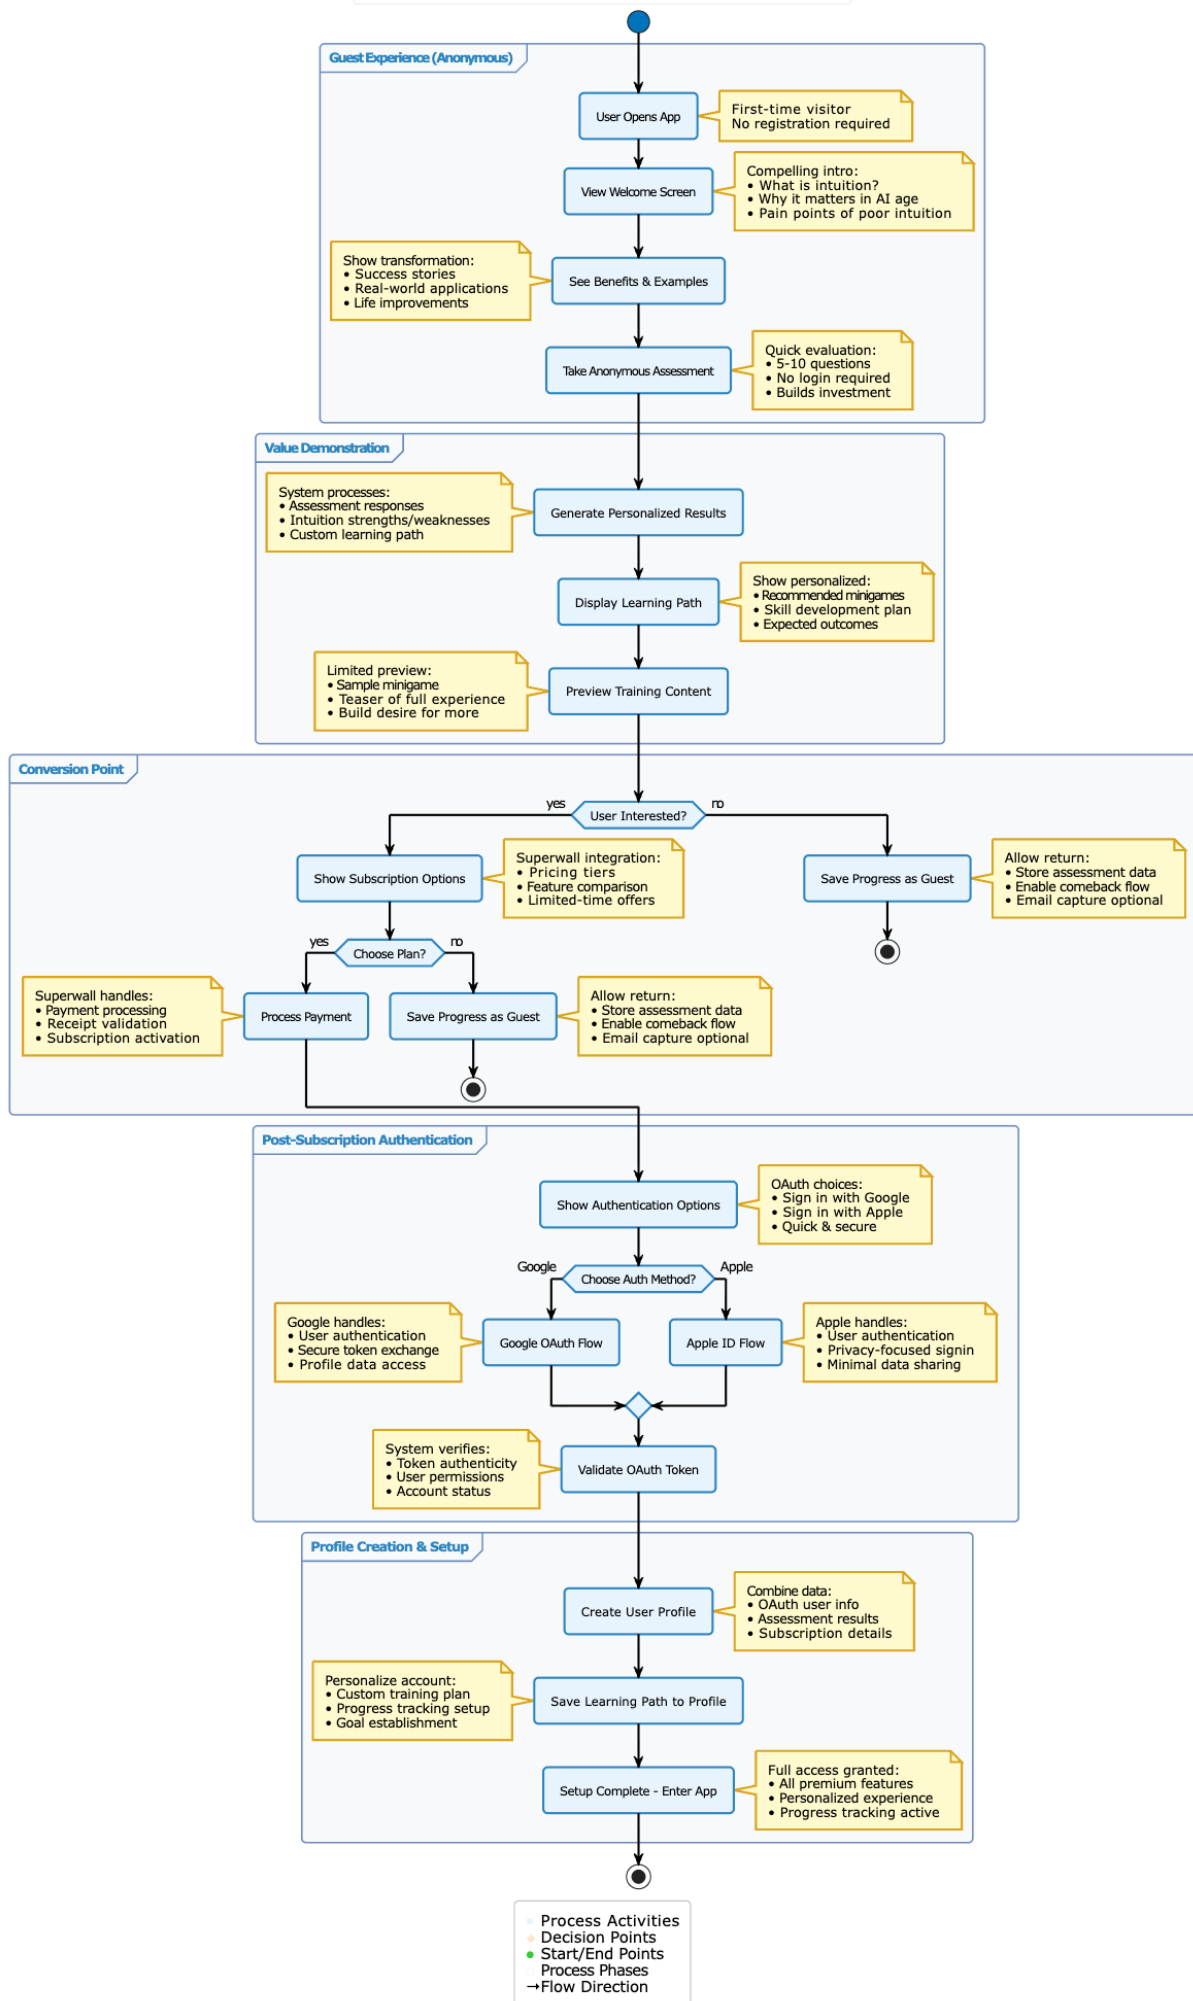 Guest Experience (Anonymous)
User Opens App
First-time visitor
No registration required
View Welcome Screen
Compelling intro:
• What is intuition?
• Why it matters in AI age
• Pain points of poor intuition
Show transformation:
• Success stories
• Real-world applications
• Life improvements
See Benefits & Examples
Take Anonymous Assessment
Quick evaluation:
• 5-10 questions
• No login required
• Builds investment
Value Demonstration
System processes:
• Assessment responses
• Intuition strengths/weaknesses
• Custom learning path
Generate Personalized Results
Display Learning Path
Show personalized:
• Recommended minigames
• Skill development plan
• Expected outcomes
Limited preview:
• Sample minigame
• Teaser of full experience
• Build desire for more
Preview Training Content
Conversion Point
yes
User Interested?
no
Show Subscription Options
Superwall integration:
• Pricing tiers
• Feature comparison
• Limited-time offers
Save Progress as Guest
Allow return:
• Store assessment data
• Enable comeback flow
• Email capture optional
yes
Choose Plan?
no
Superwall handles:
• Payment processing
• Receipt validation
• Subscription activation
Process Payment
Save Progress as Guest
Allow return:
• Store assessment data
• Enable comeback flow
• Email capture optional
Post-Subscription Authentication
Show Authentication Options
OAuth choices:
• Sign in with Google
• Sign in with Apple
• Quick & secure
Google
Choose Auth Method?
Apple
Google handles:
• User authentication
• Secure token exchange
• Profile data access
Google OAuth Flow
Apple ID Flow
Apple handles:
• User authentication
• Privacy-focused signin
• Minimal data sharing
System verifies:
• Token authenticity
• User permissions
• Account status
Validate OAuth Token
Profile Creation & Setup
Create User Profile
Combine data:
• OAuth user info
• Assessment results
• Subscription details
Personalize account:
• Custom training plan
• Progress tracking setup
• Goal establishment
Save Learning Path to Profile
Setup Complete - Enter App
Full access granted:
• All premium features
• Personalized experience
• Progress tracking active
Process Activities
Decision Points
Start/End Points
Process Phases
→Flow Direction